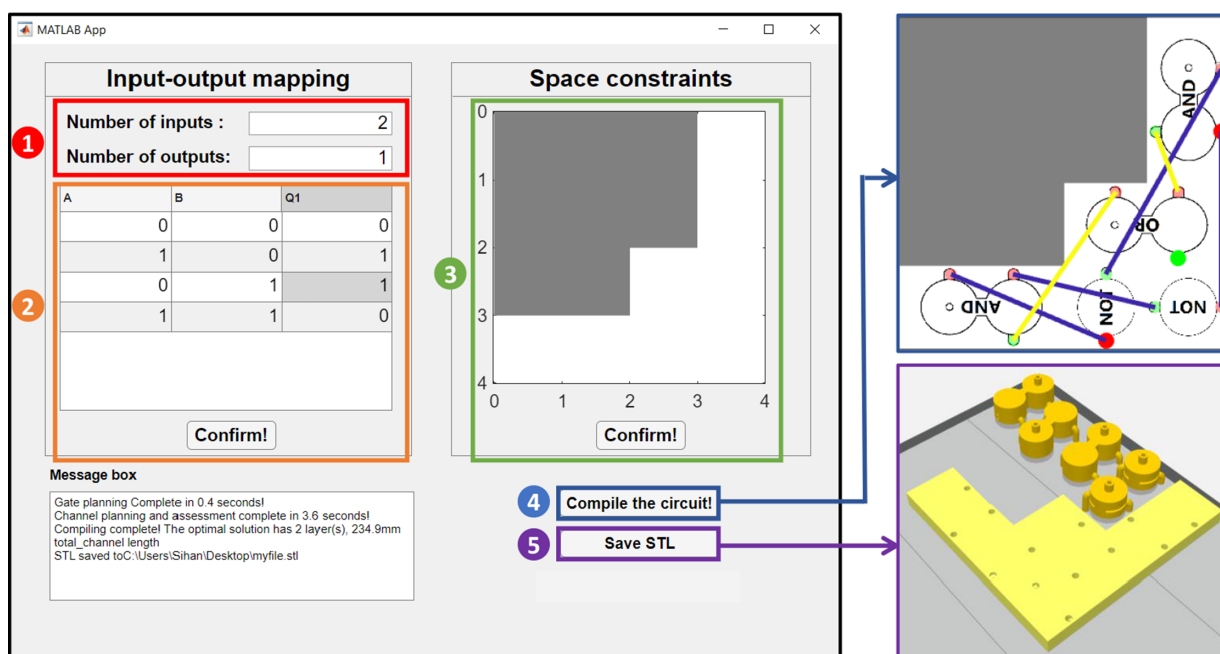 MATLAB App
Input-output mapping
1
Number of inputs : 2
Number of outputs: 1
2
A B Q1
0 0 0
1 0 1
0 1 1
1 1 0
Confirm!
Space constraints
3
0
1
2
3
4
0 1 2 3 4
Confirm!
Message box
Gate planning Complete in 0.4 seconds!
Channel planning and assessment complete in 3.6 seconds!
Compiling complete! The optimal solution has 2 layer(s), 234.9mm
total_channel length
STL saved toC:\Users\Sihan\Desktop\myfile.stl
4 Compile the circuit!
5 Save STL
AND
OR
AND
NOT
NOT